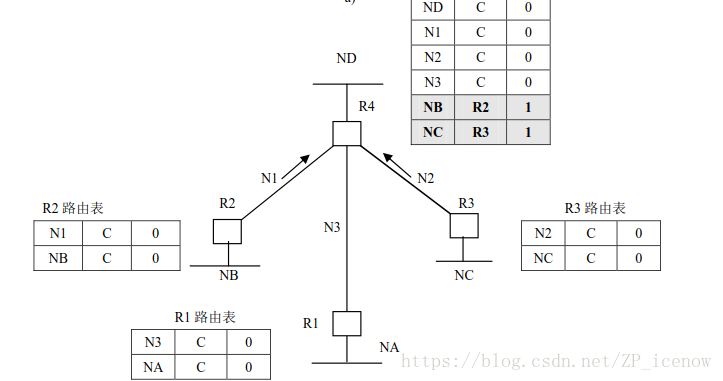 a)
ND C 0
N1 C 0
N2 C 0
N3 C 0
NB R2 1
NC R3 1
ND
R4
N1
N2
R2 路由表
N1 C 0
NB C 0
R2
NB
N3
R3
NC
R3 路由表
N2 C 0
NC C 0
R1 路由表
N3 C 0
NA C 0
R1
NA
https://blog.csdn.net/ZP_icenow